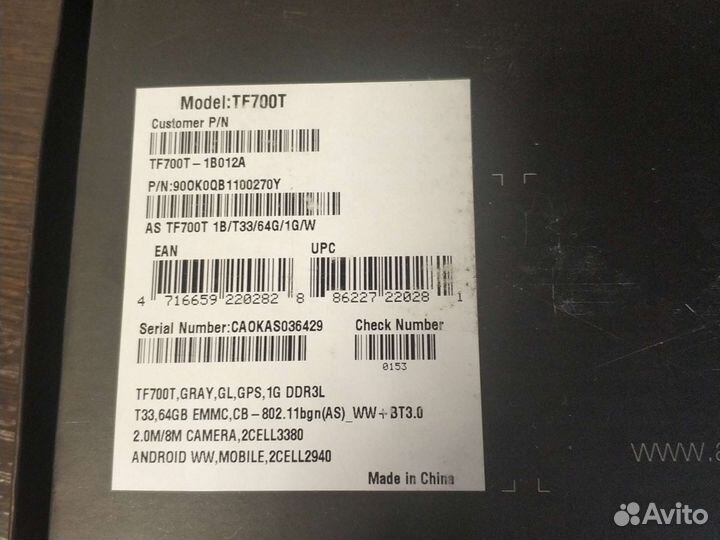 Model:TF700T
Customer P/N
TF700T-1B012A
P/N:90OK0QB1100270Y
AS TF700T 1B/T33/64G/1G/W
EAN UPC
4 716659 220282 8 86227 22028 1
Serial Number:CAOKAS036429 Check Number
0153
TF700T,GRAY,GL,GPS,1G DDR3L
T33,64GB EMMC,CB-802.11bgn(AS)_WW+BT3.0
2.0M/8M CAMERA,2CELL3380
ANDROID WW,MOBILE,2CELL2940
Made in China
www.a
Avito